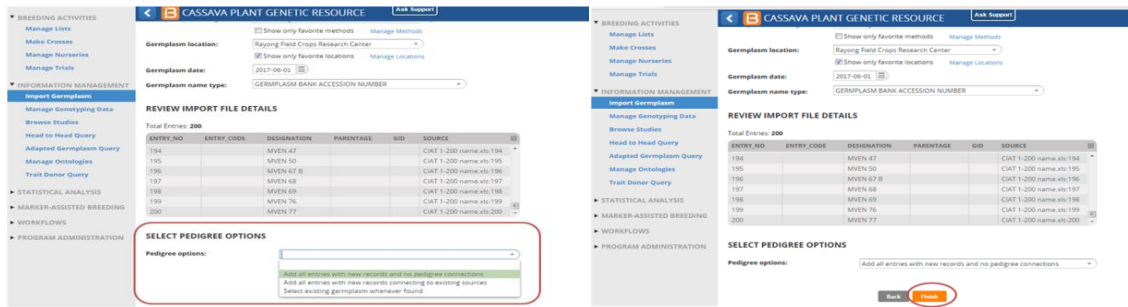 BREEDING ACTIVITIES
Manage Lists
Make Crosses
Manage Nurseries
Manage Trials
INFORMATION MANAGEMENT
Import Germplasm
Manage Genotyping Data
Browse Studies
Head to Head Query
Adapted Germplasm Query
Manage Ontologies
Trait Donor Query
STATISTICAL ANALYSIS
MARKER-ASSISTED BREEDING
WORKFLOWS
PROGRAM ADMINISTRATION
B CASSAVA PLANT GENETIC RESOURCE Ask Support
Show only favorite methods Manage Methods
Germplasm location: Rayong Field Crops Research Center
Show only favorite locations Manage Locations
Germplasm date: 2017-06-01
Germplasm name type: GERMPLASM BANK ACCESSION NUMBER
REVIEW IMPORT FILE DETAILS
Total Entries: 200
ENTRY_NO ENTRY_CODE DESIGNATION PARENTAGE GID SOURCE
194 MVEN 47 CIAT 1-200 name.xls:194
195 MVEN 50 CIAT 1-200 name.xls:195
196 MVEN 67 B CIAT 1-200 name.xls:196
197 MVEN 68 CIAT 1-200 name.xls:197
198 MVEN 69 CIAT 1-200 name.xls:198
199 MVEN 76 CIAT 1-200 name.xls:199
200 MVEN 77 CIAT 1-200 name.xls:200
SELECT PEDIGREE OPTIONS
Pedigree options:
Add all entries with new records and no pedigree connections
Add all entries with new records connecting to existing sources
Select existing germplasm whenever found
BREEDING ACTIVITIES
Manage Lists
Make Crosses
Manage Nurseries
Manage Trials
INFORMATION MANAGEMENT
Import Germplasm
Manage Genotyping Data
Browse Studies
Head to Head Query
Adapted Germplasm Query
Manage Ontologies
Trait Donor Query
STATISTICAL ANALYSIS
MARKER-ASSISTED BREEDING
WORKFLOWS
PROGRAM ADMINISTRATION
B CASSAVA PLANT GENETIC RESOURCE Ask Support
Show only favorite methods Manage Methods
Germplasm location: Rayong Field Crops Research Center
Show only favorite locations Manage Locations
Germplasm date: 2017-06-01
Germplasm name type: GERMPLASM BANK ACCESSION NUMBER
REVIEW IMPORT FILE DETAILS
Total Entries: 200
ENTRY_NO ENTRY_CODE DESIGNATION PARENTAGE GID SOURCE
194 MVEN 47 CIAT 1-200 name.xls:194
195 MVEN 50 CIAT 1-200 name.xls:195
196 MVEN 67 B CIAT 1-200 name.xls:196
197 MVEN 68 CIAT 1-200 name.xls:197
198 MVEN 69 CIAT 1-200 name.xls:198
199 MVEN 76 CIAT 1-200 name.xls:199
200 MVEN 77 CIAT 1-200 name.xls:200
SELECT PEDIGREE OPTIONS
Pedigree options: Add all entries with new records and no pedigree connections
Back Finish